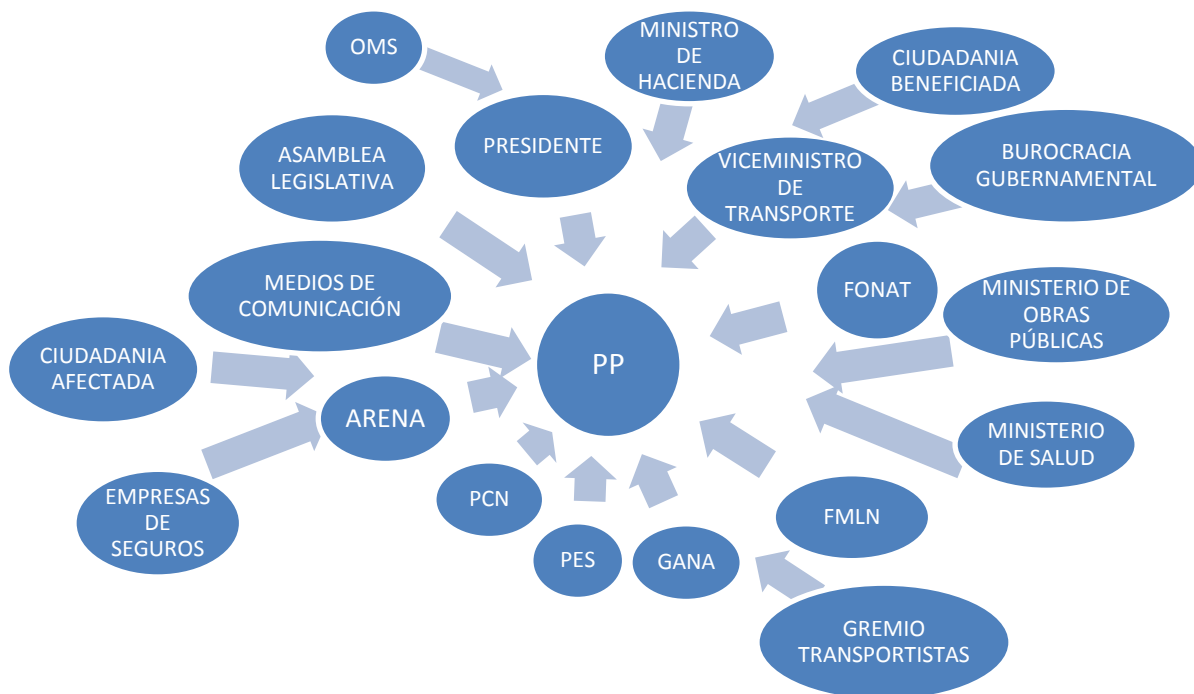 OMS
MINISTRO
DE
HACIENDA
CIUDADANIA
BENEFICIADA
PRESIDENTE
ASAMBLEA
LEGISLATIVA
VICEMINISTRO
DE
TRANSPORTE
BUROCRACIA
GUBERNAMENTAL
MEDIOS DE
COMUNICACIÓN
FONAT
MINISTERIO DE
OBRAS
PÚBLICAS
CIUDADANIA
AFECTADA
PP
ARENA
MINISTERIO
DE SALUD
EMPRESAS
DE
SEGUROS
PCN
FMLN
PES
GANA
GREMIO
TRANSPORTISTAS